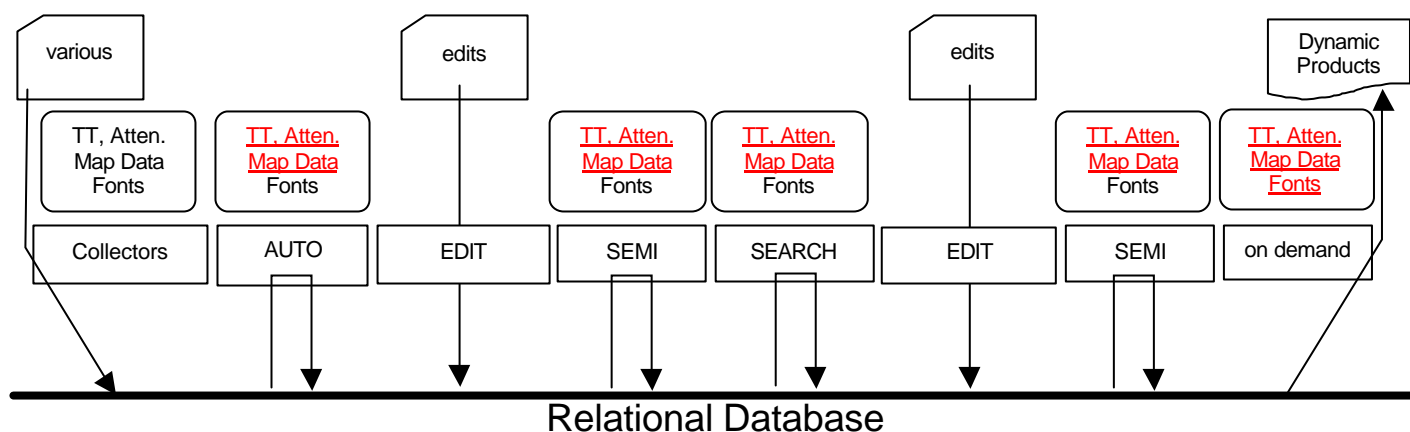 various
edits
edits
Dynamic
Products
TT, Atten.
Map Data
Fonts
TT, Atten.
Map Data
Fonts
TT, Atten.
Map Data
Fonts
TT, Atten.
Map Data
Fonts
TT, Atten.
Map Data
Fonts
TT, Atten.
Map Data
Fonts
Collectors
AUTO
EDIT
SEMI
SEARCH
EDIT
SEMI
on demand
Relational Database